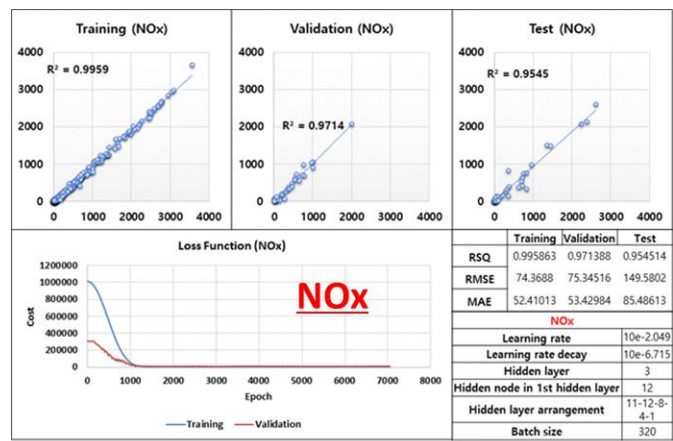 Training (NOx)
4000
3000
2000
1000
0
0 1000 2000 3000 4000
R² = 0.9959
Validation (NOx)
4000
3000
2000
1000
0
0 1000 2000 3000 4000
R² = 0.9714
Test (NOx)
4000
3000
2000
1000
0
0 1000 2000 3000 4000
R² = 0.9545
Loss Function (NOx)
NOx
Cost
1200000
1000000
800000
600000
400000
200000
0
0 1000 2000 3000 4000 5000 6000 7000 8000
Epoch
Training Validation
Training Validation Test
RSQ 0.995863 0.971388 0.954514
RMSE 74.3688 75.34516 149.5802
MAE 52.41013 53.42984 85.48613
NOx
Learning rate 10e-2.049
Learning rate decay 10e-6.715
Hidden layer 3
Hidden node in 1st hidden layer 12
Hidden layer arrangement 11-12-8-
4-1
Batch size 320